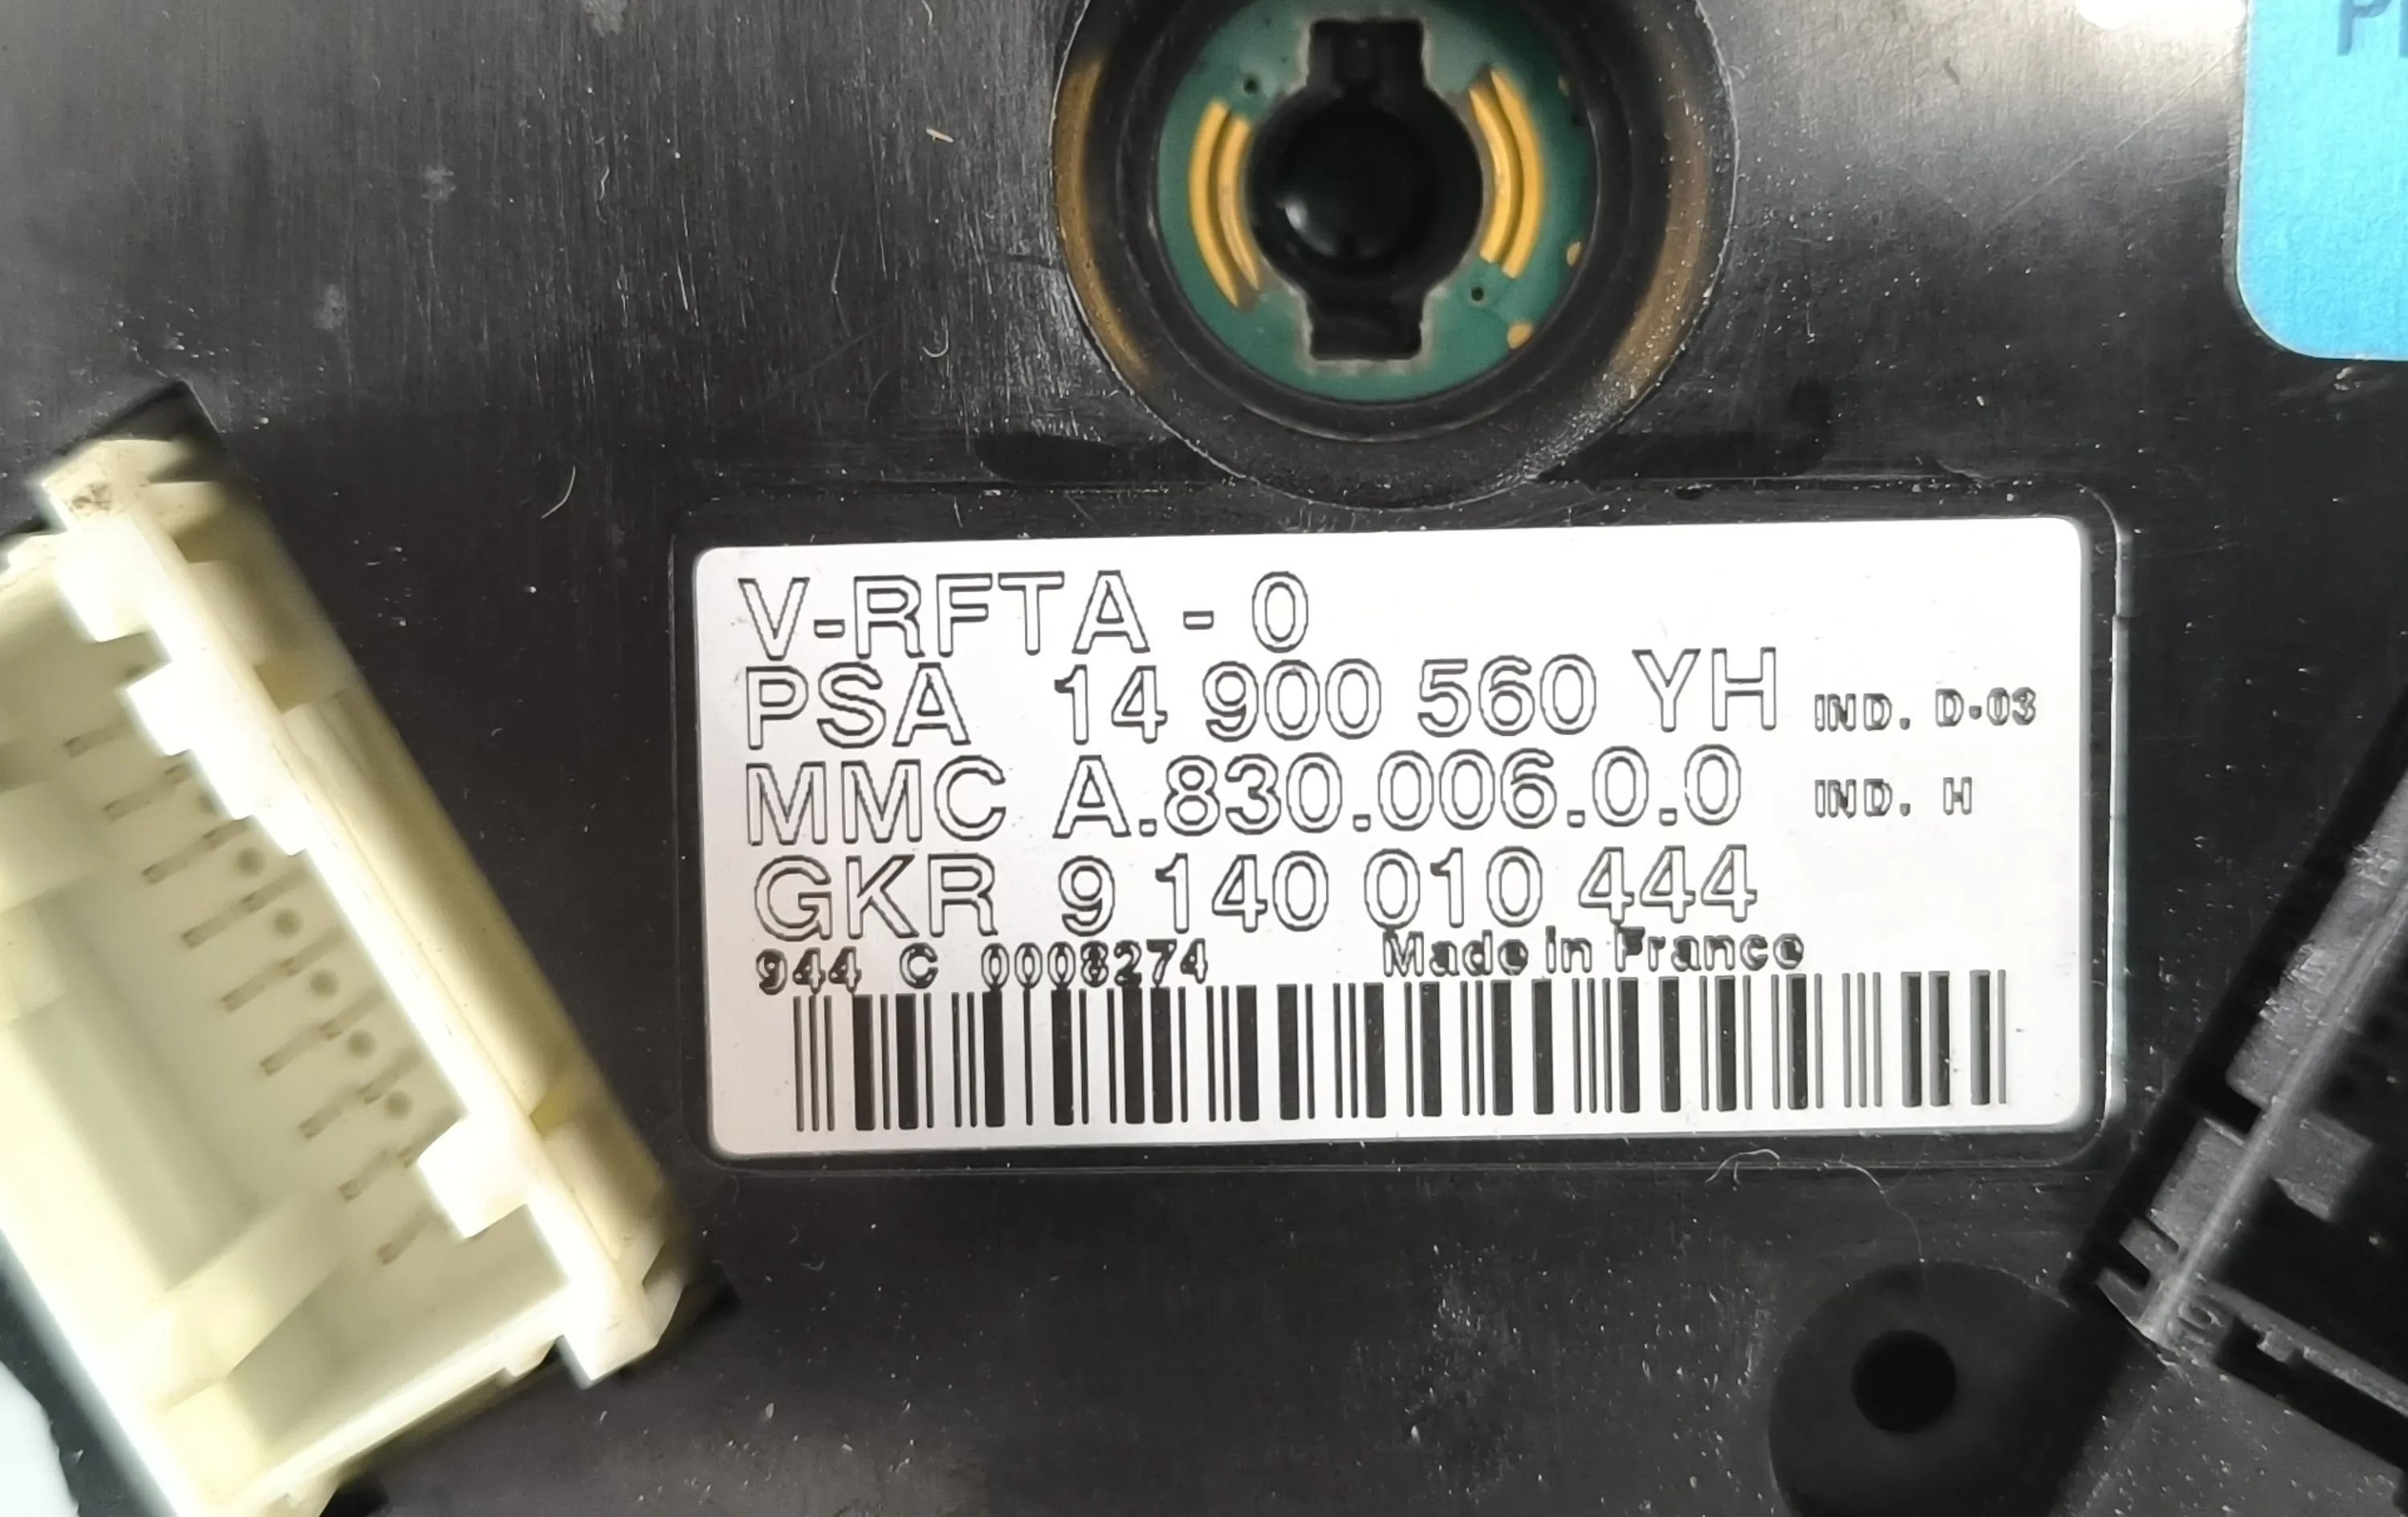 V-RFTA - 0
PSA 14 900 560 YH IND. D-03
MMC A.830.006.0.0 IND. H
GKR 9 140 010 444
944 C 0008274 Made in France